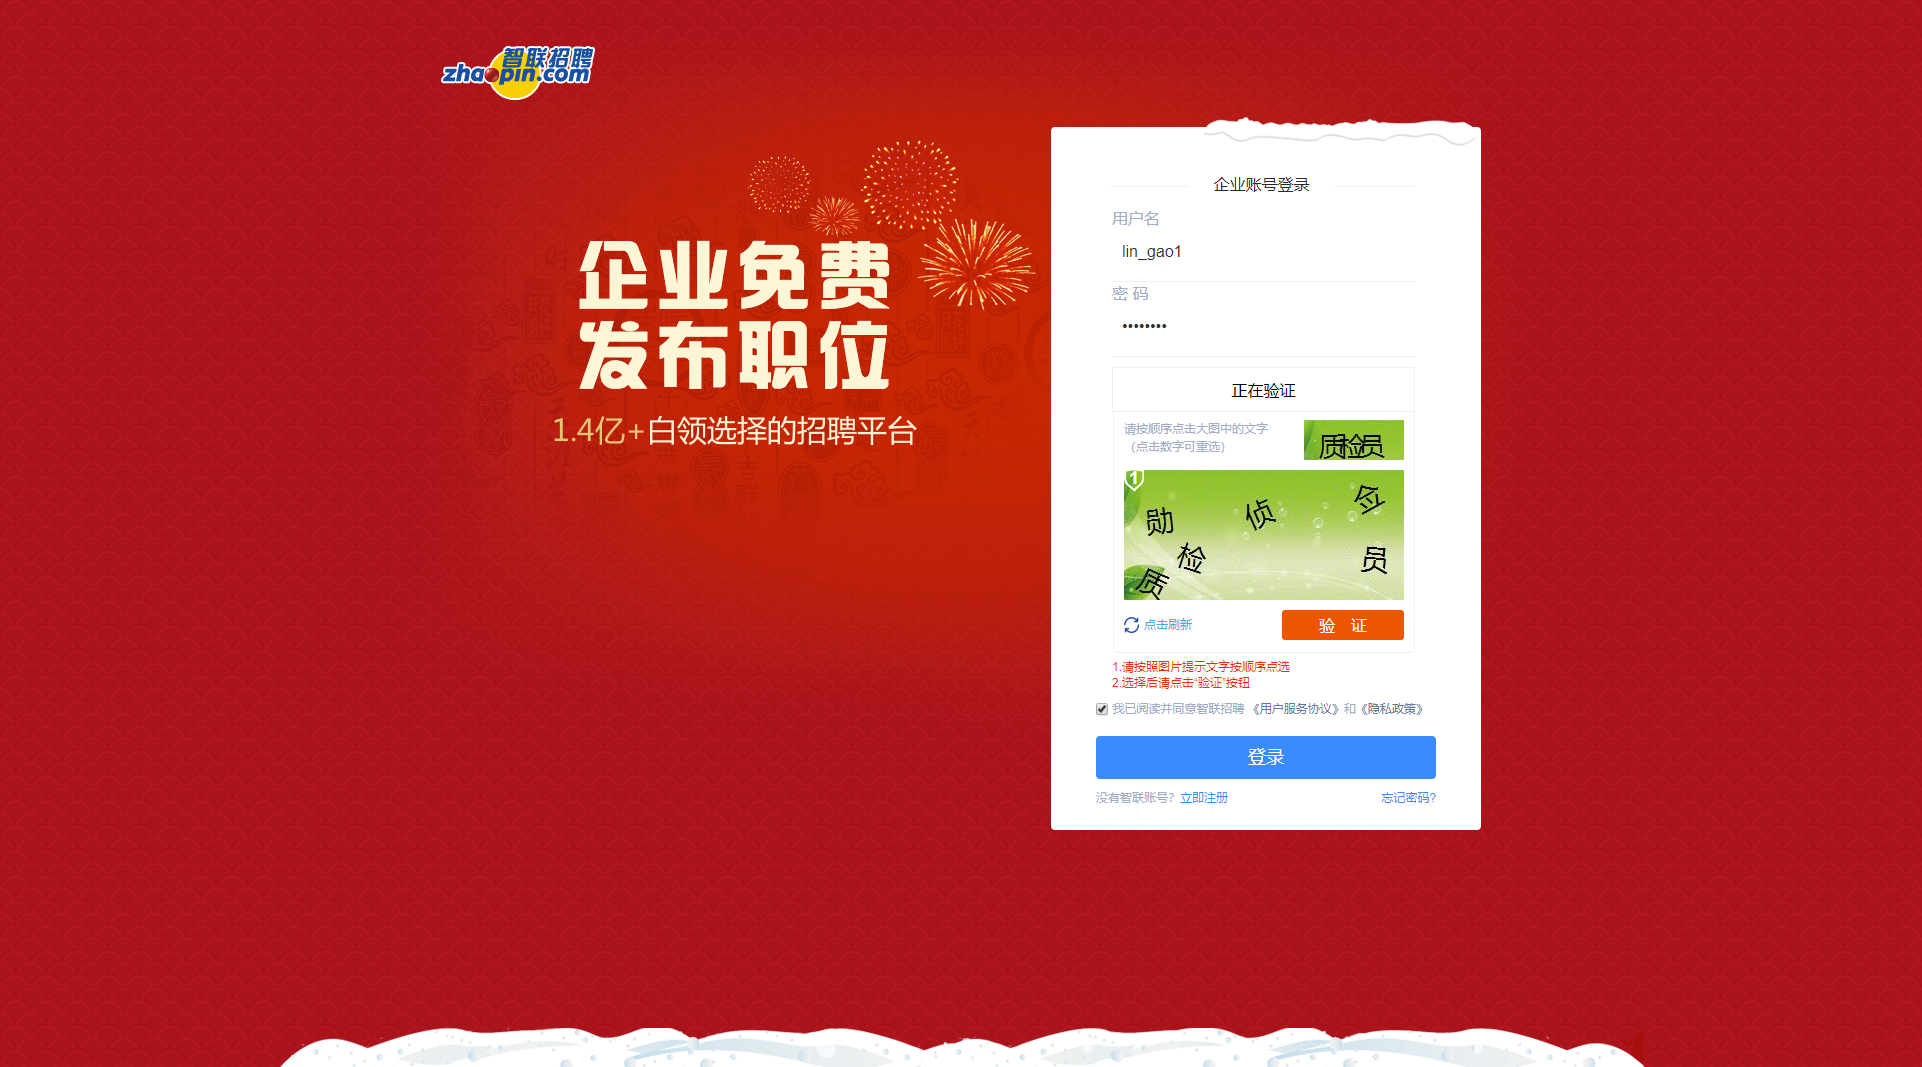 智联招聘
zhaopin.com
企业免费
发布职位
1.4亿+白领选择的招聘平台
企业账号登录
用户名
lin_gao1
密 码
••••••••
正在验证
请按顺序点击大图中的文字
（点击数字可重选）
质检员
1
勋 侦 佥
检 员
质
点击刷新
验 证
1.请按照图片提示文字按顺序点选
2.选择后请点击“验证”按钮
我已阅读并同意智联招聘 《用户服务协议》和《隐私政策》
登录
没有智联账号? 立即注册
忘记密码?